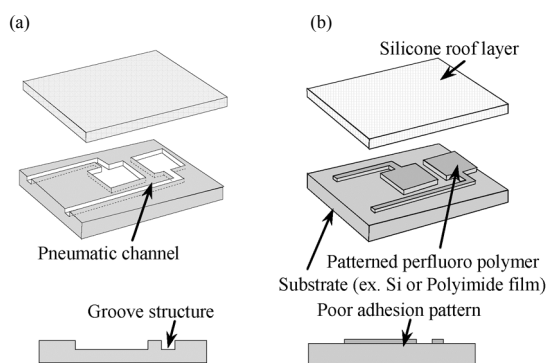 (a)
(b)
Silicone roof layer
Pneumatic channel
Patterned perfluoro polymer
Substrate (ex. Si or Polyimide film)
Groove structure
Poor adhesion pattern